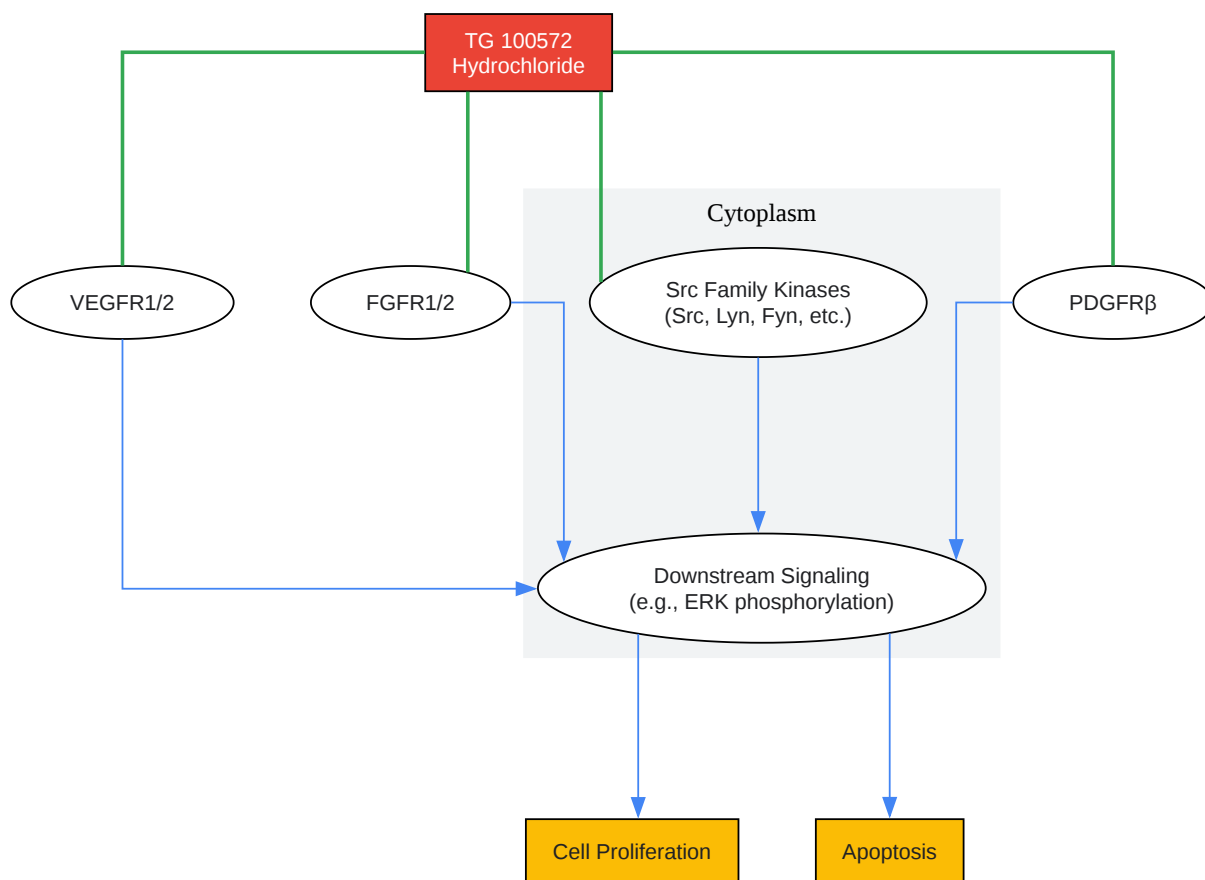 TG 100572
Hydrochloride
Cytoplasm
VEGFR1/2
FGFR1/2
Src Family Kinases
(Src, Lyn, Fyn, etc.)
PDGFRβ
Downstream Signaling
(e.g., ERK phosphorylation)
Cell Proliferation
Apoptosis